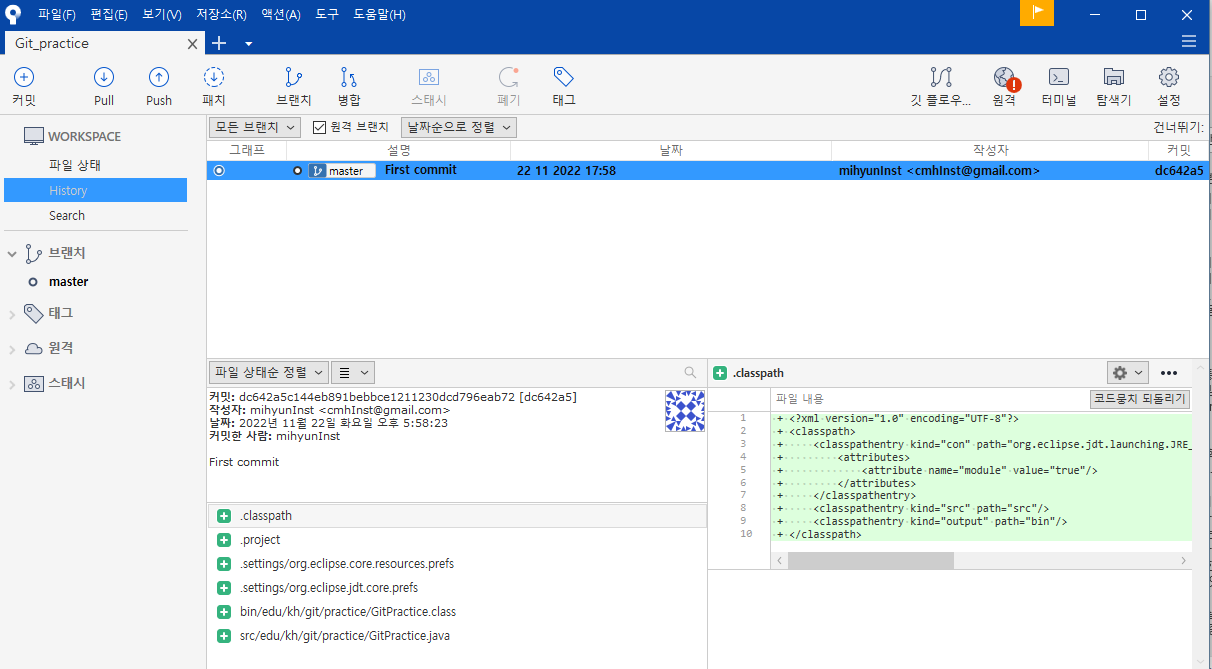 파일(F) 편집(E) 보기(V) 저장소(R) 액션(A) 도구 도움말(H)
Git_practice
커밋 Pull Push 패치 브랜치 병합 스태시 폐기 태그 깃 플로우... 원격 터미널 탐색기 설정
WORKSPACE
파일 상태
History
Search
브랜치
master
태그
원격
스태시
모든 브랜치 원격 브랜치 날짜순으로 정렬 건너뛰기:
그래프 설명 날짜 작성자 커밋
master First commit 22 11 2022 17:58 mihyunInst <cmhInst@gmail.com> dc642a5
파일 상태순 정렬
커밋: dc642a5c144eb891bebbce1211230dcd796eab72 [dc642a5]
작성자: mihyunInst <cmhInst@gmail.com>
날짜: 2022년 11월 22일 화요일 오후 5:58:23
커밋한 사람: mihyunInst
First commit
.classpath
.project
.settings/org.eclipse.core.resources.prefs
.settings/org.eclipse.jdt.core.prefs
bin/edu/kh/git/practice/GitPractice.class
src/edu/kh/git/practice/GitPractice.java
.classpath
파일 내용 코드뭉치 되돌리기
1 + <?xml version="1.0" encoding="UTF-8"?>
2 + <classpath>
3 + <classpathentry kind="con" path="org.eclipse.jdt.launching.JRE_
4 + <attributes>
5 + <attribute name="module" value="true"/>
6 + </attributes>
7 + </classpathentry>
8 + <classpathentry kind="src" path="src"/>
9 + <classpathentry kind="output" path="bin"/>
10 + </classpath>